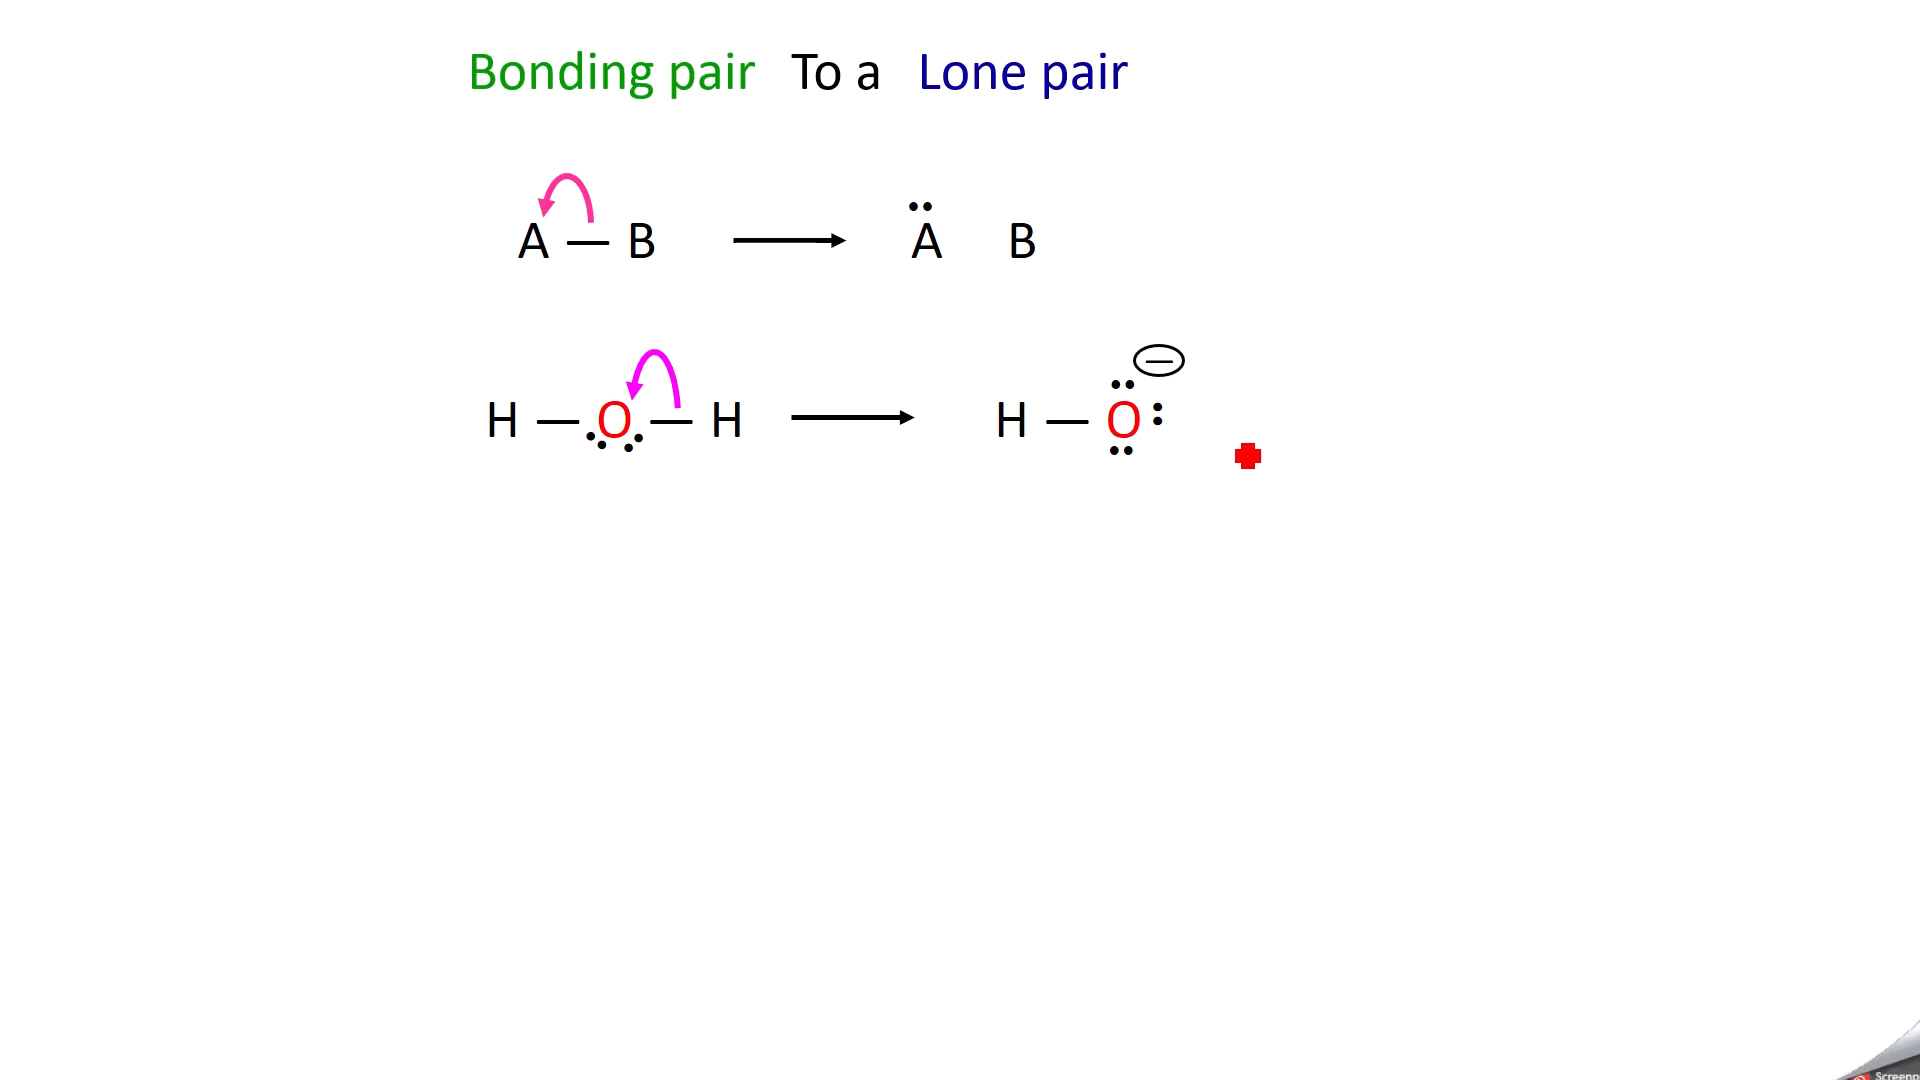 Bonding pair To a Lone pair
A — B ⟶ Ä B
H — O — H ⟶ H — O ⊖